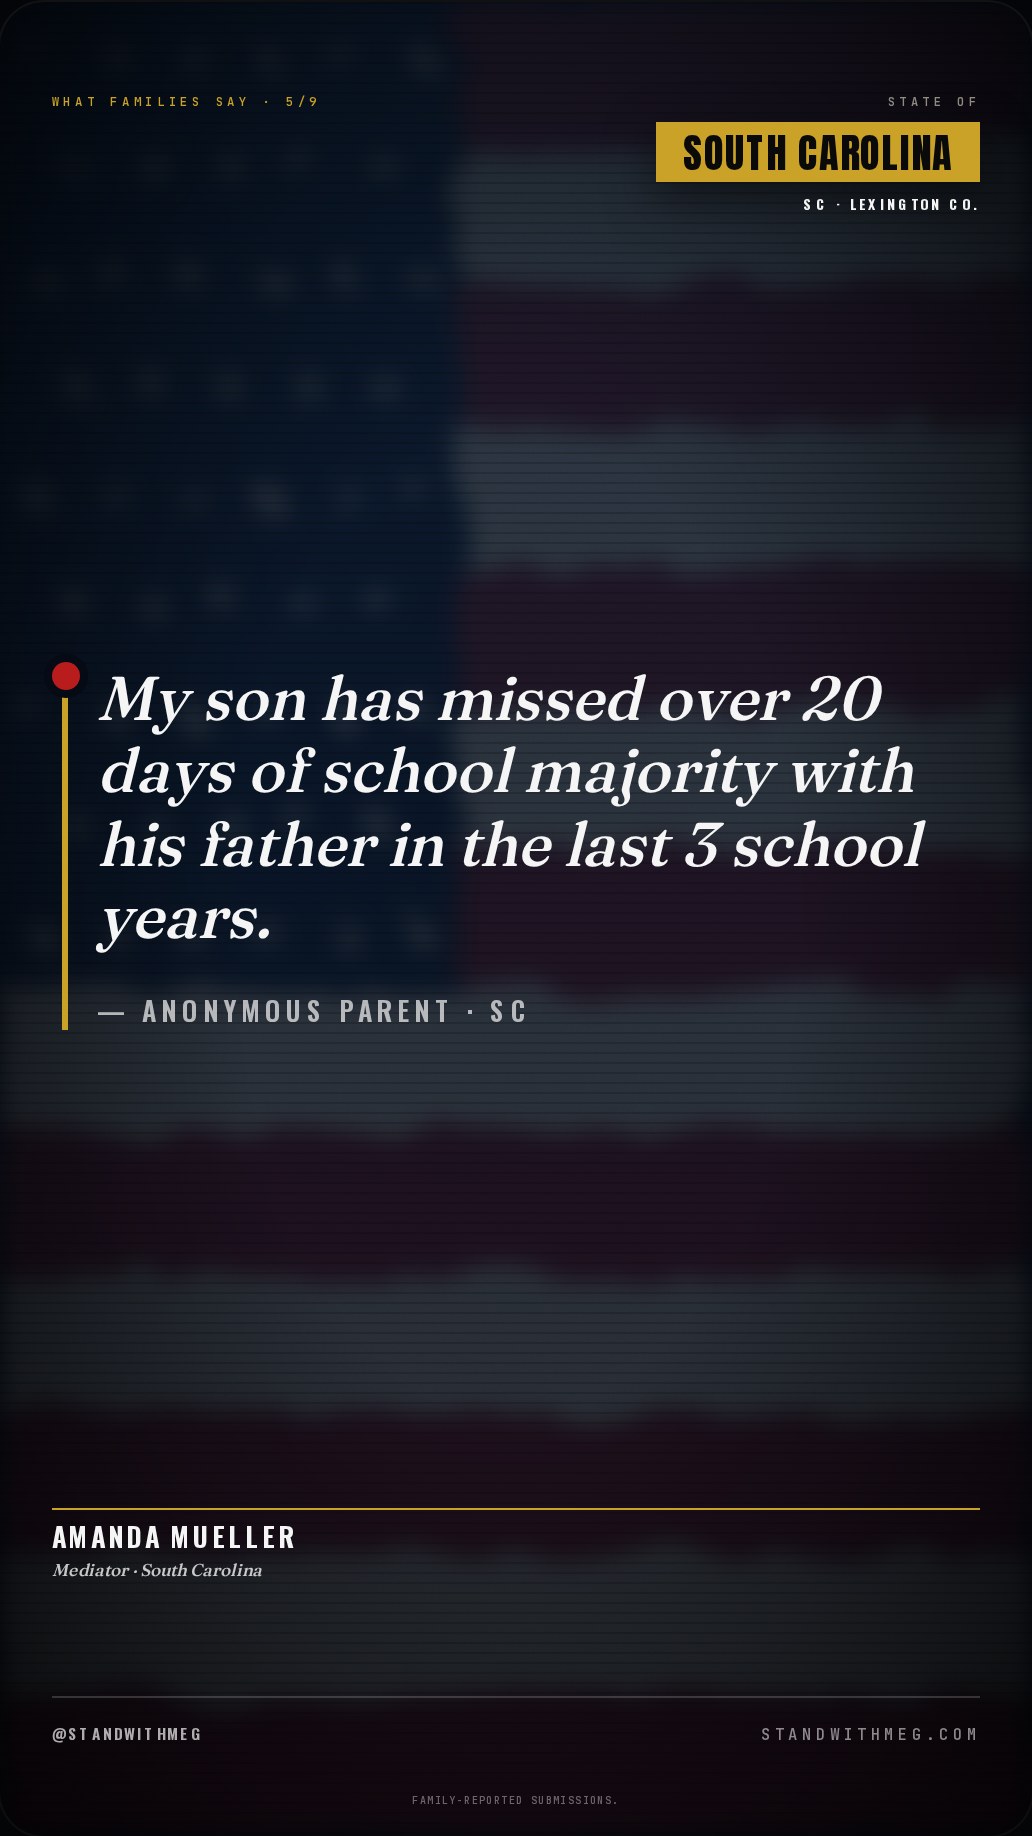 WHAT FAMILIES SAY · 5/9
STATE OF
SOUTH CAROLINA
SC · LEXINGTON CO.
My son has missed over 20
days of school majority with
his father in the last 3 school
years.
— ANONYMOUS PARENT · SC
AMANDA MUELLER
Mediator · South Carolina
@STANDWITHMEG
STANDWITHMEG.COM
FAMILY-REPORTED SUBMISSIONS.